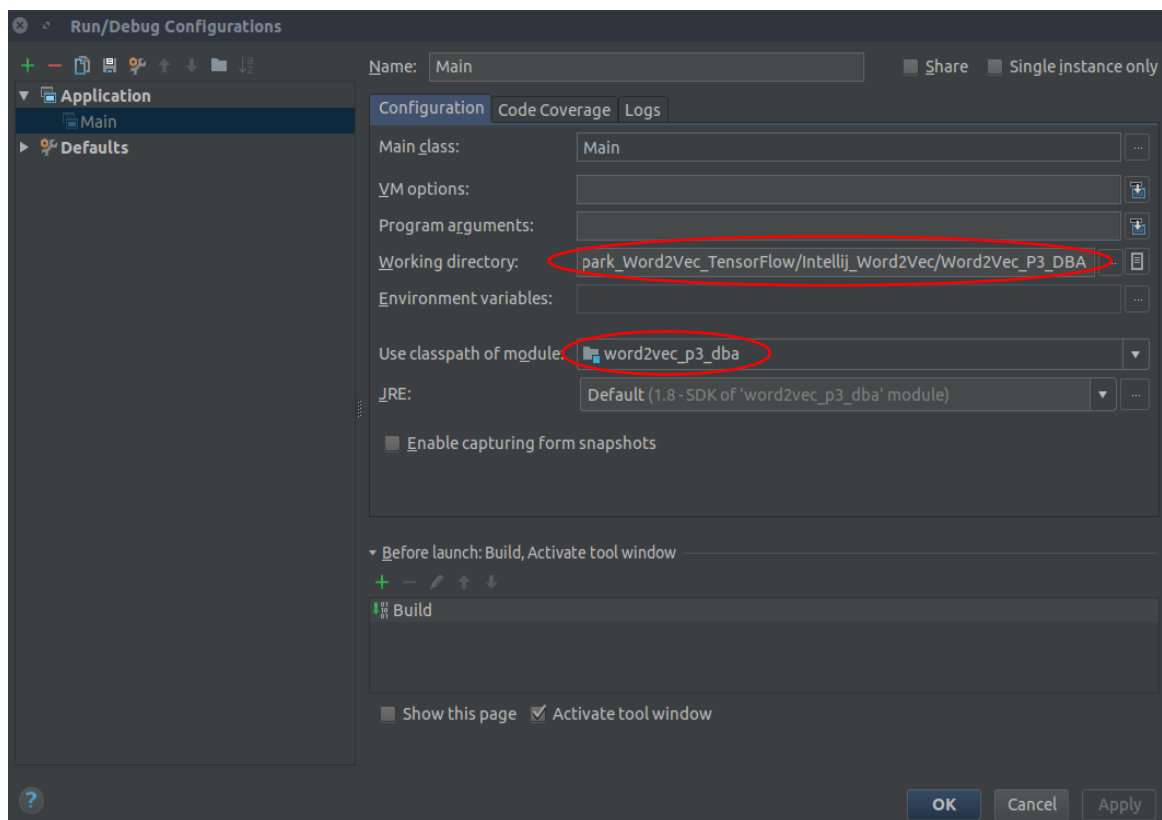 Run/Debug Configurations
Name: Main Share Single instance only
Application
Main
Defaults
Configuration Code Coverage Logs
Main class: Main ...
VM options:
Program arguments:
Working directory: park_Word2Vec_TensorFlow/Intellij_Word2Vec/Word2Vec_P3_DBA
Environment variables: ...
Use classpath of module: word2vec_p3_dba
JRE: Default (1.8 - SDK of 'word2vec_p3_dba' module) ...
Enable capturing form snapshots
Before launch: Build, Activate tool window
Build
Show this page Activate tool window
? OK Cancel Apply